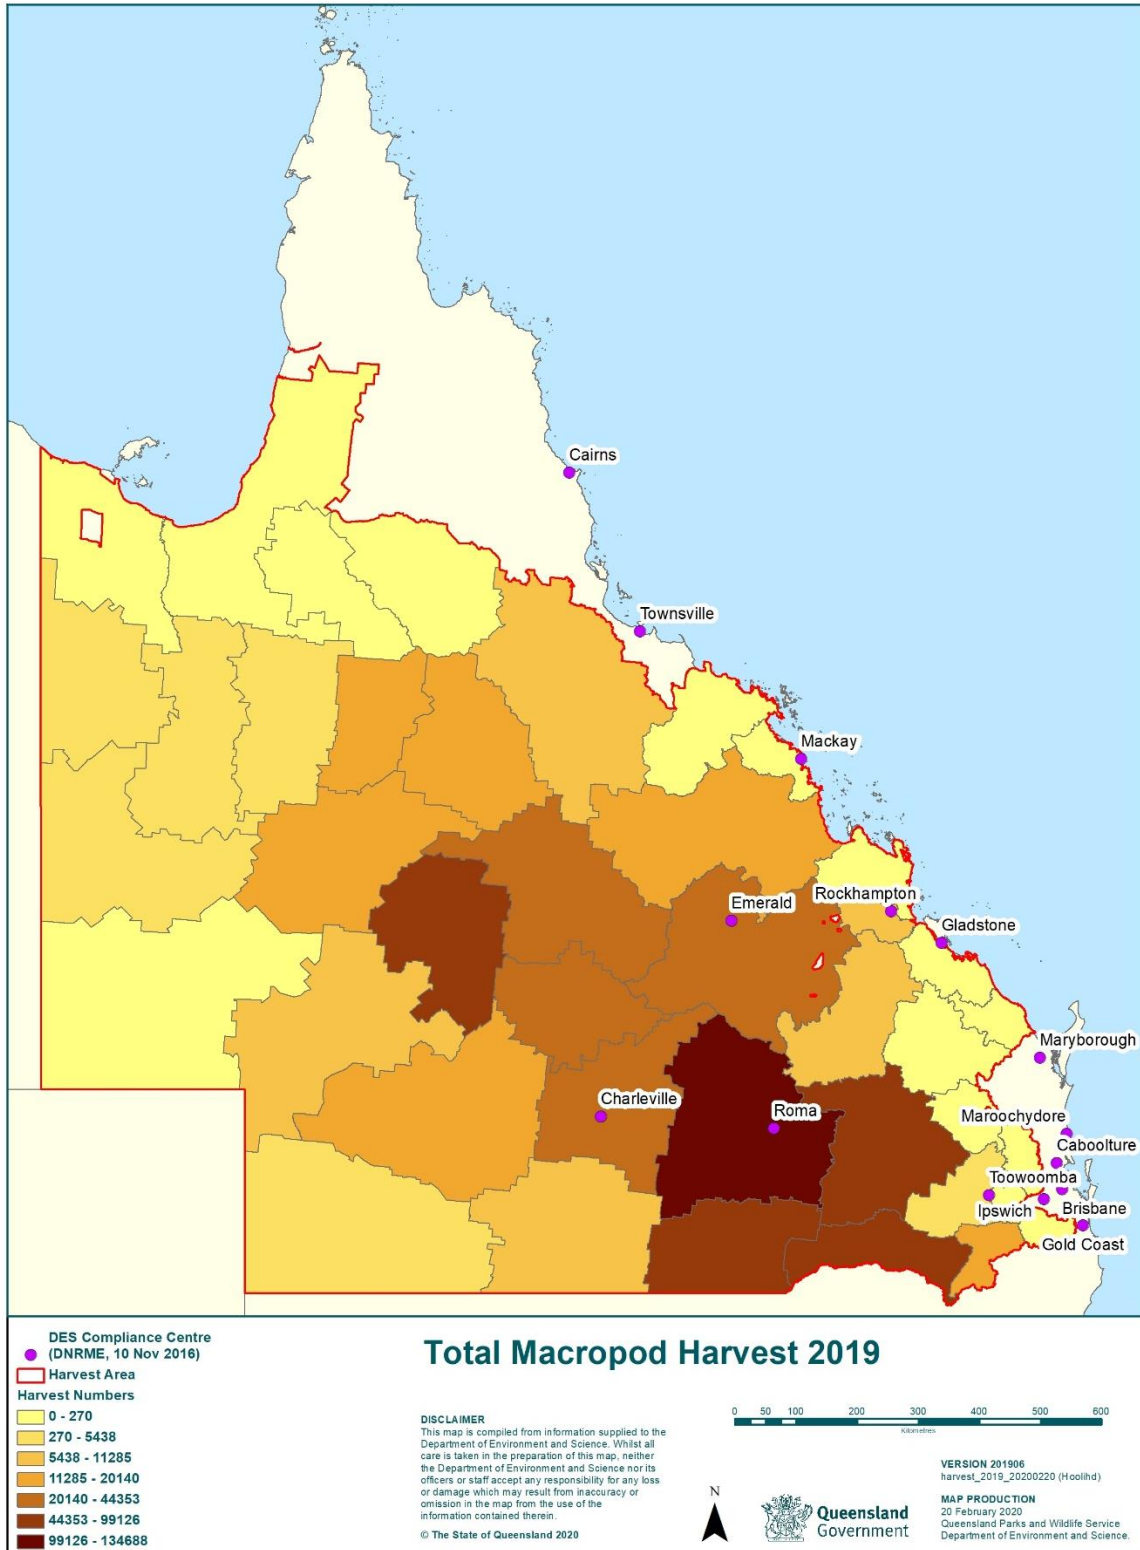 Cairns
Townsville
Mackay
Rockhampton
Emerald
Gladstone
Maryborough
Charleville
Roma
Maroochydore
Caboolture
Toowoomba
Ipswich
Brisbane
Gold Coast
DES Compliance Centre
(DNRME, 10 Nov 2016)
Harvest Area
Harvest Numbers
0 - 270
270 - 5438
5438 - 11285
11285 - 20140
20140 - 44353
44353 - 99126
99126 - 134688
Total Macropod Harvest 2019
DISCLAIMER
This map is compiled from information supplied to the
Department of Environment and Science. Whilst all
care is taken in the preparation of this map, neither
the Department of Environment and Science nor its
officers or staff accept any responsibility for any loss
or damage which may result from inaccuracy or
omission in the map from the use of the
information contained therein.
© The State of Queensland 2020
0 50 100 200 300 400 500 600
Kilometres
N
Queensland
Government
VERSION 201906
harvest_2019_20200220 (Hoolihd)
MAP PRODUCTION
20 February 2020
Queensland Parks and Wildlife Service
Department of Environment and Science.